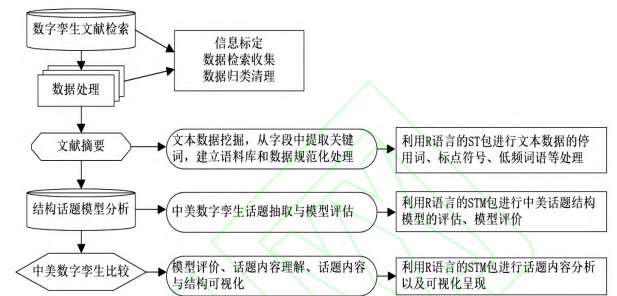 数字孪生文献检索
信息标定
数据检索收集
数据归类清理
数据处理
文献摘要
文本数据挖掘，从字段中提取关键
词，建立语料库和数据规范化处理
利用R语言的ST包进行文本数据的停
用词、标点符号、低频词语等处理
结构话题模型分析
中美数字孪生话题抽取与模型评估
利用R语言的STM包进行中美话题结构
模型的评估、模型评价
中美数字孪生比较
模型评价、话题内容理解、话题内容
与结构可视化
利用R语言的STM包进行话题内容分析
以及可视化呈现